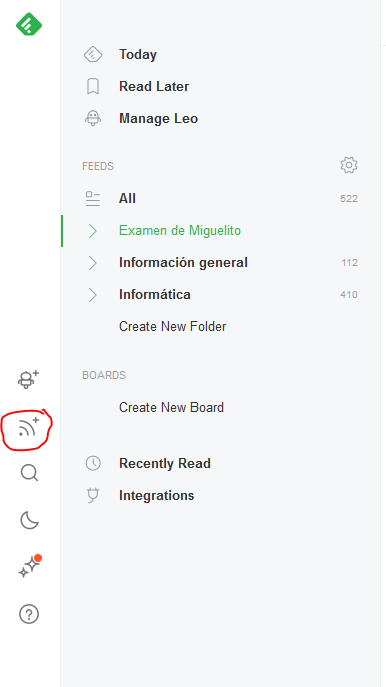 Today
Read Later
Manage Leo
FEEDS
All 522
Examen de Miguelito
Información general 112
Informática 410
Create New Folder
BOARDS
Create New Board
Recently Read
Integrations